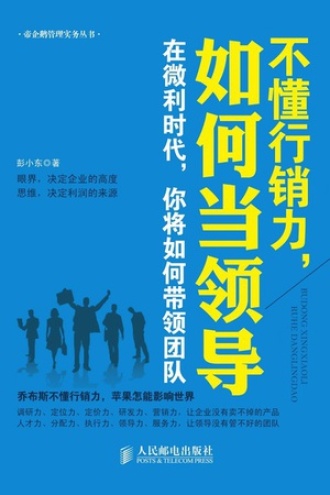 ·帝企鹅管理实务丛书·
不懂行销力，
如何当领导
在微利时代，你将如何带领团队
彭小东◎著
眼界，决定企业的高度
思维，决定利润的来源
BUDONG XINGXIAOLI
RUHE DANGLINGDAO
乔布斯不懂行销力，苹果怎能影响世界
调研力、定位力、定价力、研发力、营销力，让企业没有卖不掉的产品
人才力、分配力、执行力、领导力、服务力，让领导没有管不好的团队
人民邮电出版社
POSTS & TELECOM PRESS